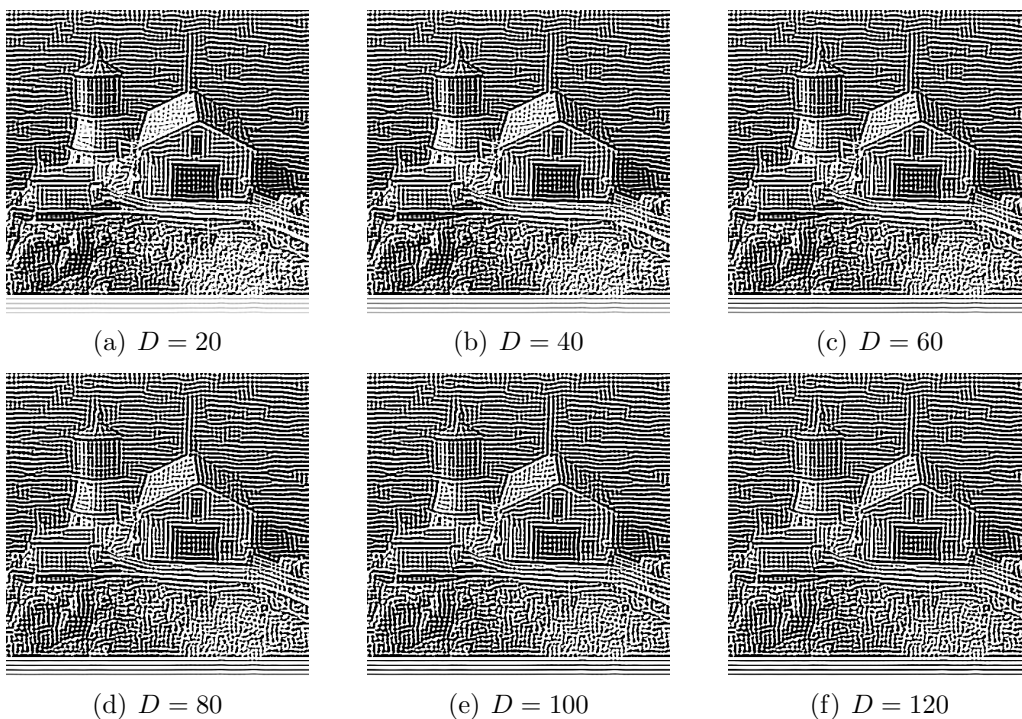 (a) D = 20
(b) D = 40
(c) D = 60
(d) D = 80
(e) D = 100
(f) D = 120